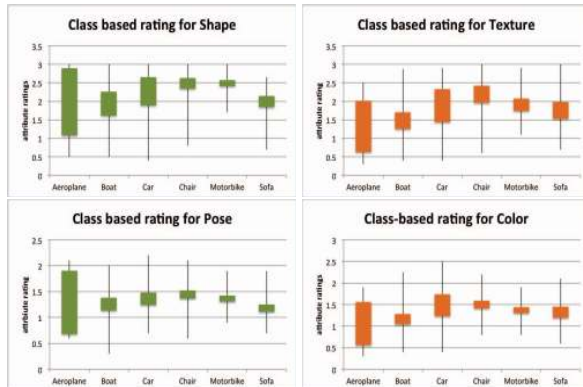 Class based rating for Shape
attribute ratings
3.5
3
2.5
2
1.5
1
0.5
0
Aeroplane Boat Car Chair Motorbike Sofa
Class based rating for Texture
attribute ratings
3.5
3
2.5
2
1.5
1
0.5
0
Aeroplane Boat Car Chair Motorbike Sofa
Class based rating for Pose
attribiute rating
2.5
2
1.5
1
0.5
0
Aeroplane Boat Car Chair Motorbike Sofa
Class-based rating for Color
attribute ratings
3
2.5
2
1.5
1
0.5
0
Aeroplane Boat Car Chair Motorbike Sofa